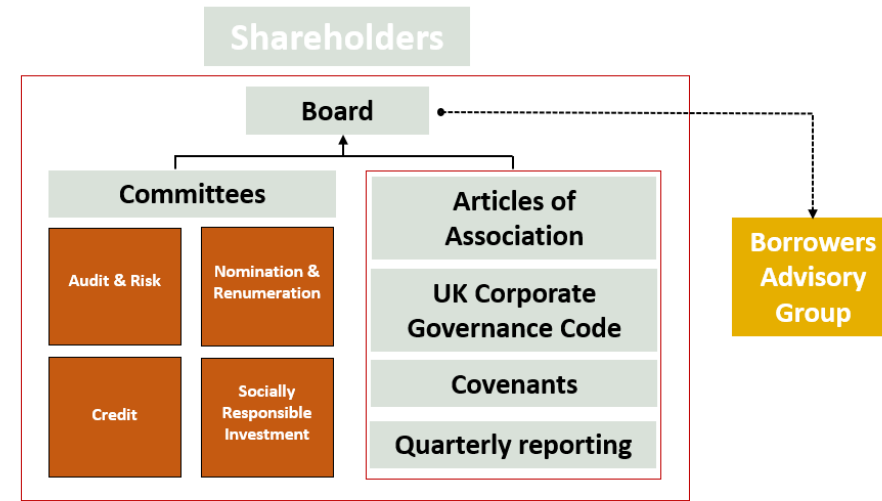 Shareholders
Board
Committees
Audit & Risk
Nomination &
Renumeration
Credit
Socially
Responsible
Investment
Articles of
Association
UK Corporate
Governance Code
Covenants
Quarterly reporting
Borrowers
Advisory
Group